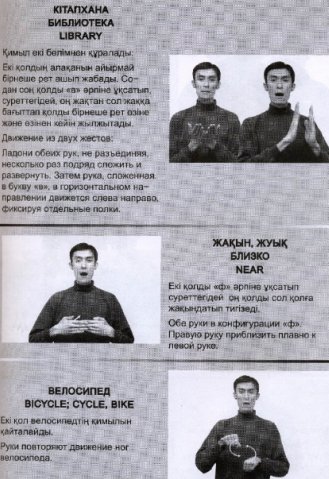 КІТАПХАНА
БИБЛИОТЕКА
LIBRARY
Қимыл екі бөлімнен құралады:
Екі қолдың алақанын айырмай
бірнеше рет ашып жабады. Со-
дан соң қолды «в» әрпіне ұқсатып,
суреттегідей, оң жақтан сол жаққа
бағыттап қолды бірнеше рет өзіне
және өзінен кейін жылжытады.
Движение из двух жестов:
Ладони обеих рук, не разъединяя,
несколько раз подряд сложить и
развернуть. Затем рука, сложенная
в букву «в», в горизонтальном на-
правлении движется слева направо,
фиксируя отдельные полки.
ЖАҚЫН, ЖУЫҚ
БЛИЗКО
NEAR
Екі қолды «ф» әрпіне ұқсатып
суреттегідей оң қолды сол қолға
жақындатып тигізеді.
Обе руки в конфигурации «ф».
Правую руку приблизить плавно к
левой руке.
ВЕЛОСИПЕД
BICYCLE; CYCLE, BIKE
Екі қол велосипедтің қимылын
қайталайды.
Руки повторяют движение ног
велосипеда.